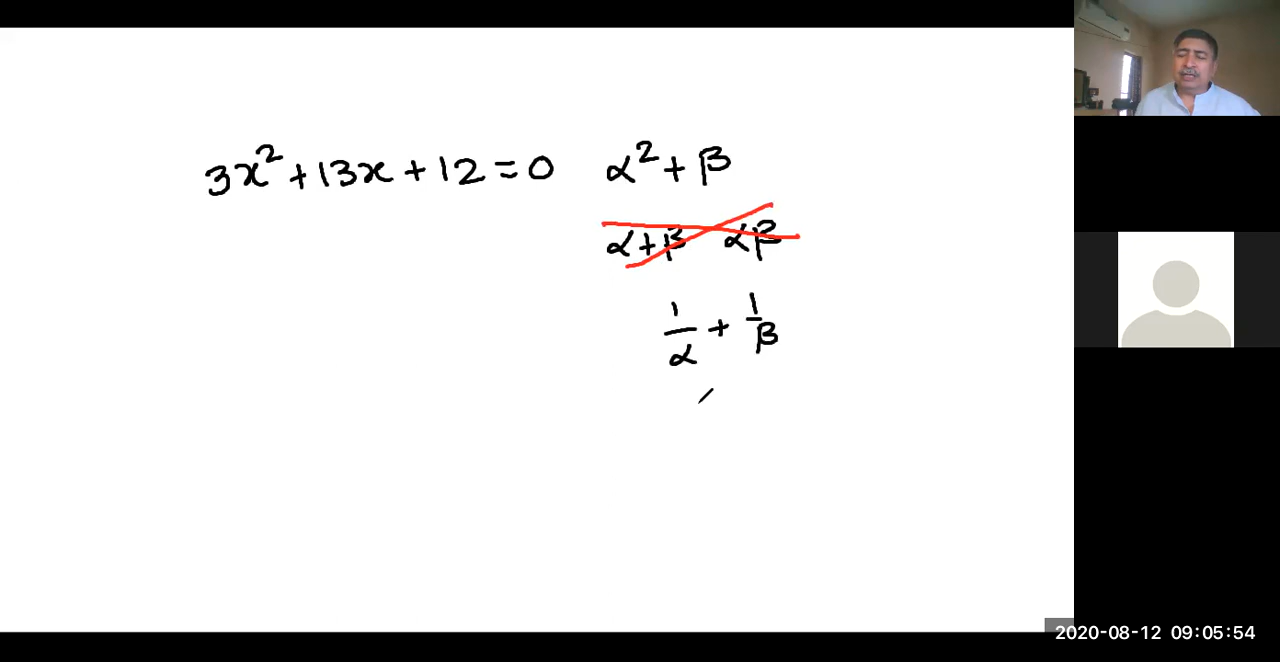 3x² + 13x + 12 = 0 α² + β
α + β αβ
1/α + 1/β
2020-08-12 09:05:54